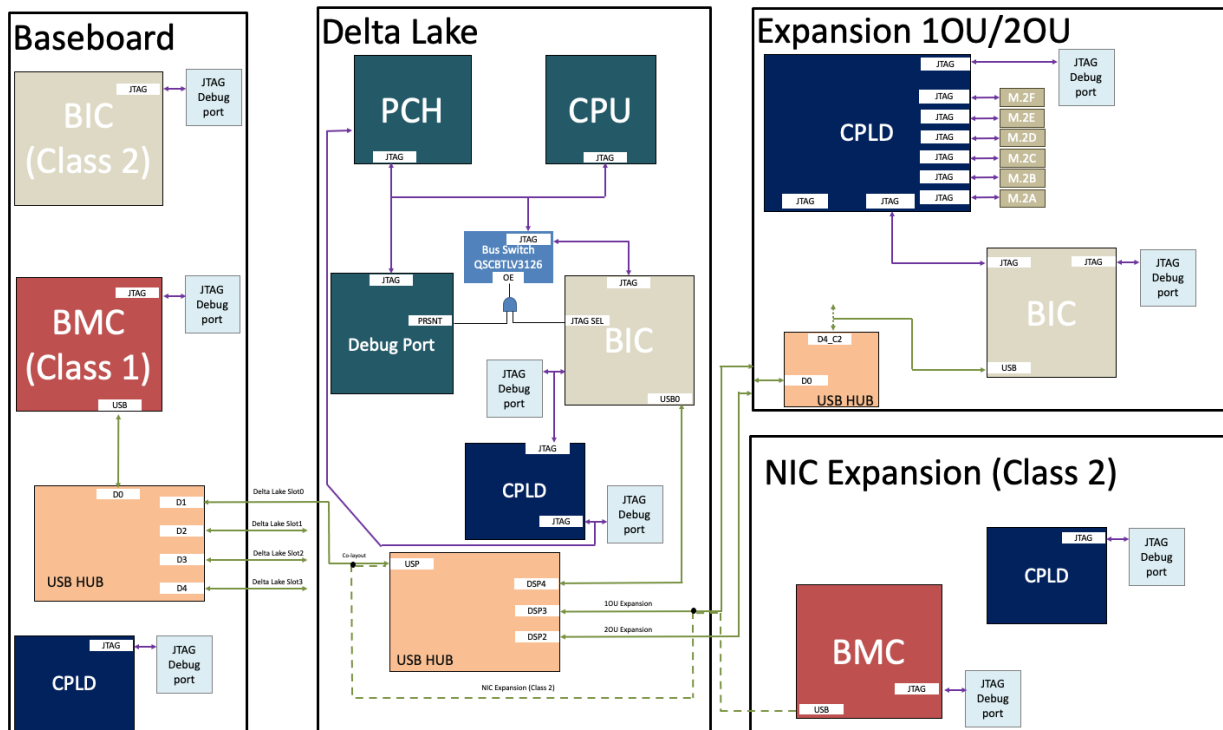 Baseboard
BIC
(Class 2)
JTAG
JTAG
Debug
port
BMC
(Class 1)
JTAG
USB
JTAG
Debug
port
USB HUB
D0
D1
D2
D3
D4
Delta Lake Slot0
Delta Lake Slot1
Delta Lake Slot2
Delta Lake Slot3
CPLD
JTAG
JTAG
Debug
port
Delta Lake
PCH
JTAG
CPU
JTAG
JTAG
Bus Switch
QSCBTLV3126
OE
JTAG
PRSNT
Debug Port
JTAG
JTAG SEL
BIC
USB0
JTAG
Debug
port
JTAG
CPLD
JTAG
JTAG
Debug
port
Co-layout
USP
DSP4
DSP3
DSP2
USB HUB
1OU Expansion
2OU Expansion
NIC Expansion (Class 2)
Expansion 1OU/2OU
CPLD
JTAG
JTAG
Debug
port
JTAG
M.2F
JTAG
M.2E
JTAG
M.2D
JTAG
M.2C
JTAG
M.2B
JTAG
M.2A
JTAG
JTAG
JTAG
JTAG
BIC
USB
JTAG
Debug
port
D4_C2
D0
USB HUB
NIC Expansion (Class 2)
CPLD
JTAG
JTAG
Debug
port
BMC
JTAG
USB
JTAG
Debug
port